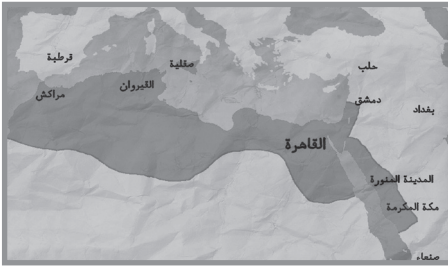 قرطبة
صقلية
حلب
القيروان
مراكش
دمشق
بغداد
القاهرة
المدينة المنورة
مكة المكرمة
صنعاء